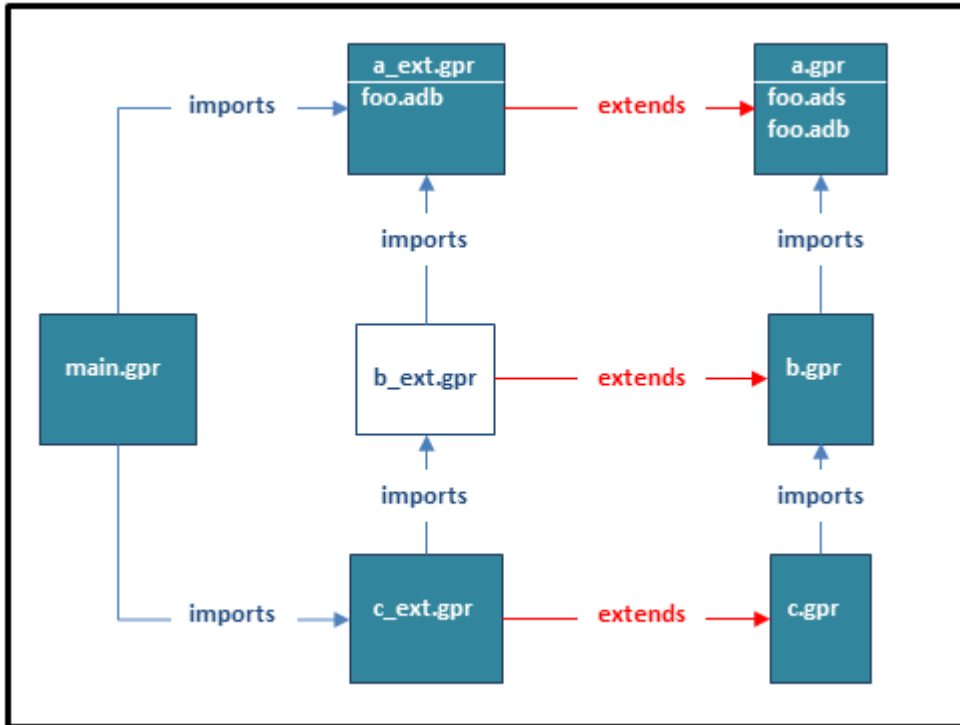 a_ext.gpr
foo.adb
a.gpr
foo.ads
foo.adb
imports
extends
imports
imports
main.gpr
b_ext.gpr
extends
b.gpr
imports
imports
imports
c_ext.gpr
extends
c.gpr